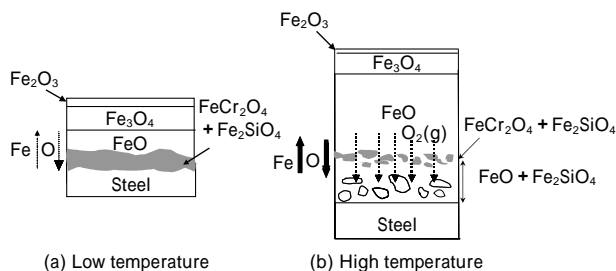 Fe₂O₃
Fe₃O₄
FeCr₂O₄
+ Fe₂SiO₄
FeO
Fe
O
Steel
(a) Low temperature
Fe₂O₃
Fe₃O₄
FeO
O₂(g)
FeCr₂O₄ + Fe₂SiO₄
Fe
O
FeO + Fe₂SiO₄
Steel
(b) High temperature